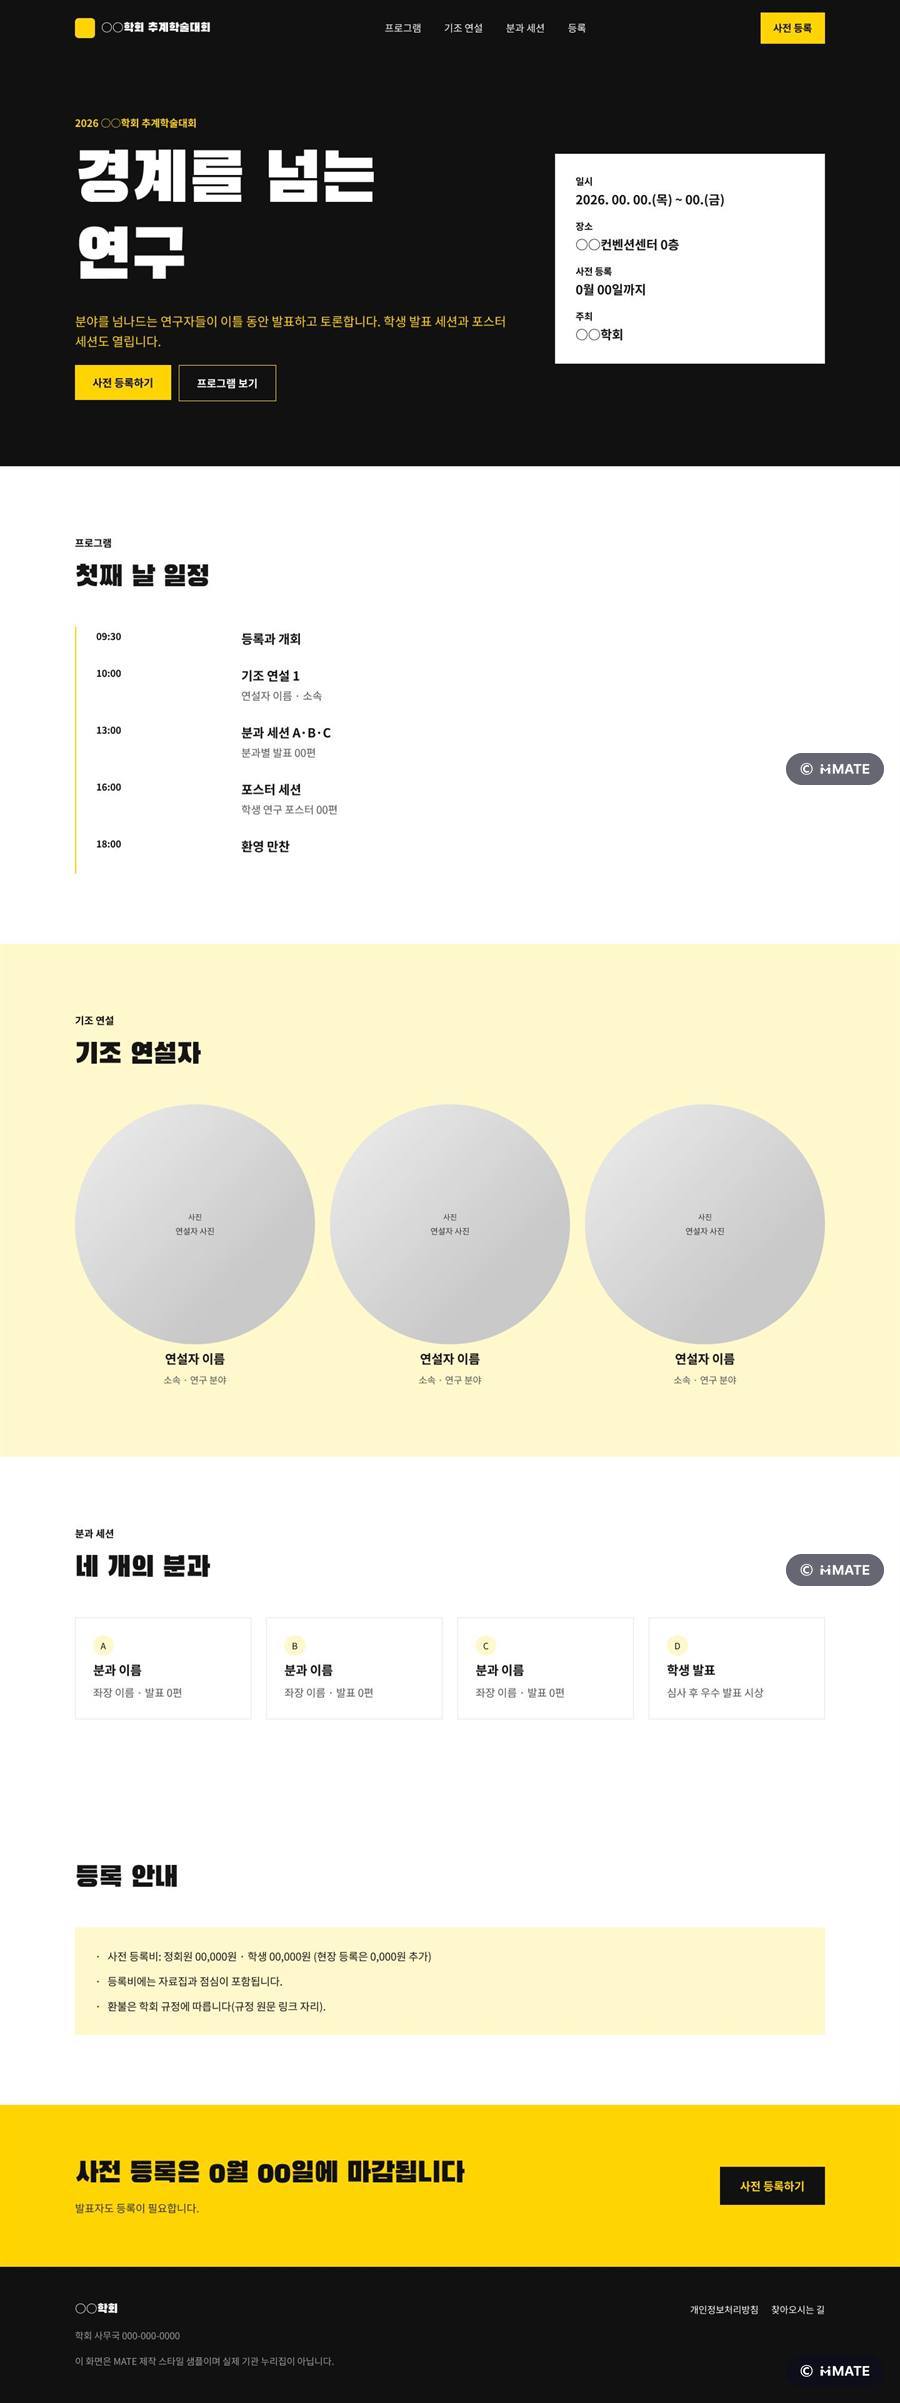 ○○학회 추계학술대회
프로그램 기조 연설 분과 세션 등록
사전 등록
2026 ○○학회 추계학술대회
경계를 넘는
연구
분야를 넘나드는 연구자들이 이틀 동안 발표하고 토론합니다. 학생 발표 세션과 포스터
세션도 열립니다.
사전 등록하기
프로그램 보기
일시
2026. 00. 00.(목) ~ 00.(금)
장소
○○컨벤션센터 0층
사전 등록
0월 00일까지
주최
○○학회
프로그램
첫째 날 일정
09:30 등록과 개회
10:00 기조 연설 1
연설자 이름 · 소속
13:00 분과 세션 A·B·C
분과별 발표 00편
© MATE
16:00 포스터 세션
학생 연구 포스터 00편
18:00 환영 만찬
기조 연설
기조 연설자
사진
연설자 사진
연설자 이름
소속 · 연구 분야
사진
연설자 사진
연설자 이름
소속 · 연구 분야
사진
연설자 사진
연설자 이름
소속 · 연구 분야
분과 세션
네 개의 분과
© MATE
A
분과 이름
좌장 이름 · 발표 0편
B
분과 이름
좌장 이름 · 발표 0편
C
분과 이름
좌장 이름 · 발표 0편
D
학생 발표
심사 후 우수 발표 시상
등록 안내
· 사전 등록비: 정회원 00,000원 · 학생 00,000원 (현장 등록은 0,000원 추가)
· 등록비에는 자료집과 점심이 포함됩니다.
· 환불은 학회 규정에 따릅니다(규정 원문 링크 자리).
사전 등록은 0월 00일에 마감됩니다
발표자도 등록이 필요합니다.
사전 등록하기
○○학회
개인정보처리방침 찾아오시는 길
학회 사무국 000-000-0000
이 화면은 MATE 제작 스타일 샘플이며 실제 기관 누리집이 아닙니다.
© MATE